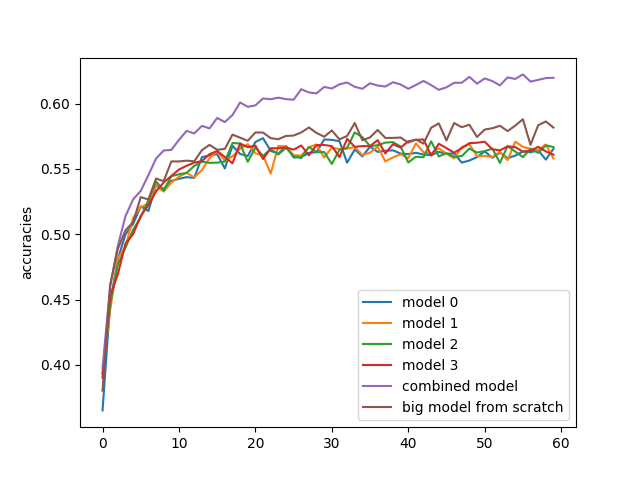 0.60
0.55
0.50
0.45
0.40
accuracies
model 0
model 1
model 2
model 3
combined model
big model from scratch
0 10 20 30 40 50 60